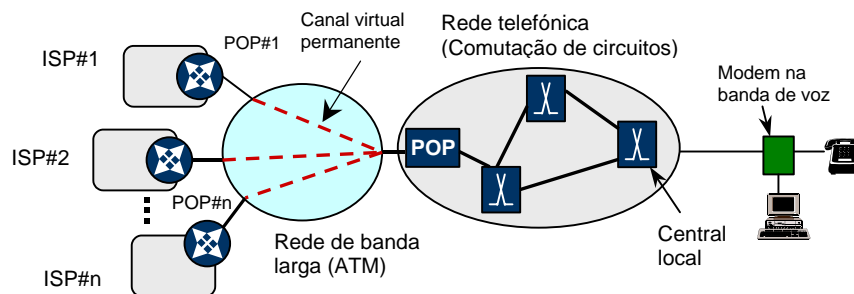 ISP#1
POP#1
Canal virtual
permanente
Rede telefónica
(Comutação de circuitos)
Modem na
banda de voz
ISP#2
POP
POP#n
ISP#n
Rede de banda
larga (ATM)
Central
local